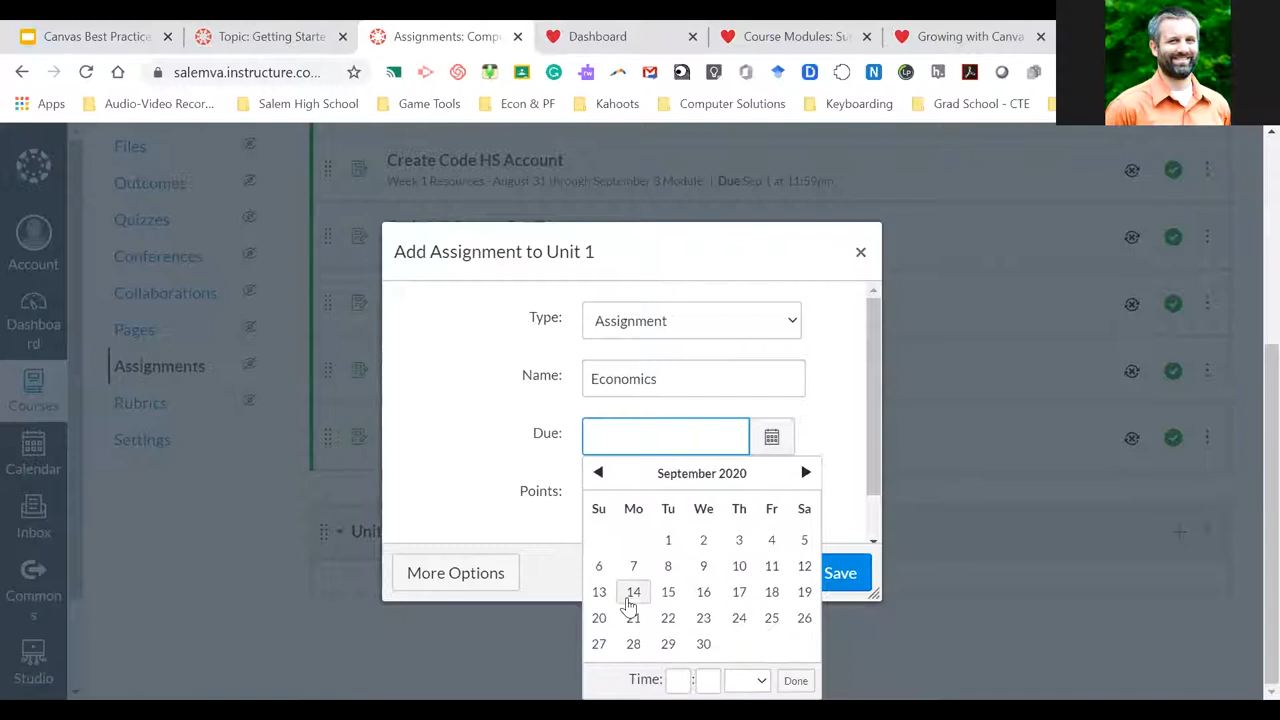 Canvas Best Practice
Topic: Getting Starte
Assignments: Comp
Dashboard
Course Modules: Su
Growing with Canva
salemva.instructure.co...
Apps
Audio-Video Recor...
Salem High School
Game Tools
Econ & PF
Kahoots
Computer Solutions
Keyboarding
Grad School - CTE
Account
Dashboa
rd
Courses
Calendar
Inbox
Common
s
Studio
Files
Outcomes
Quizzes
Conferences
Collaborations
Pages
Assignments
Rubrics
Settings
Create Code HS Account
Week 1 Resources - August 31 through September 3 Module | Due Sep 1 at 11:59pm
Add Assignment to Unit 1
Type: Assignment
Name: Economics
Due:
Points:
September 2020
Su Mo Tu We Th Fr Sa
1 2 3 4 5
6 7 8 9 10 11 12
13 14 15 16 17 18 19
20 21 22 23 24 25 26
27 28 29 30
Time: : Done
More Options
Save
Unit